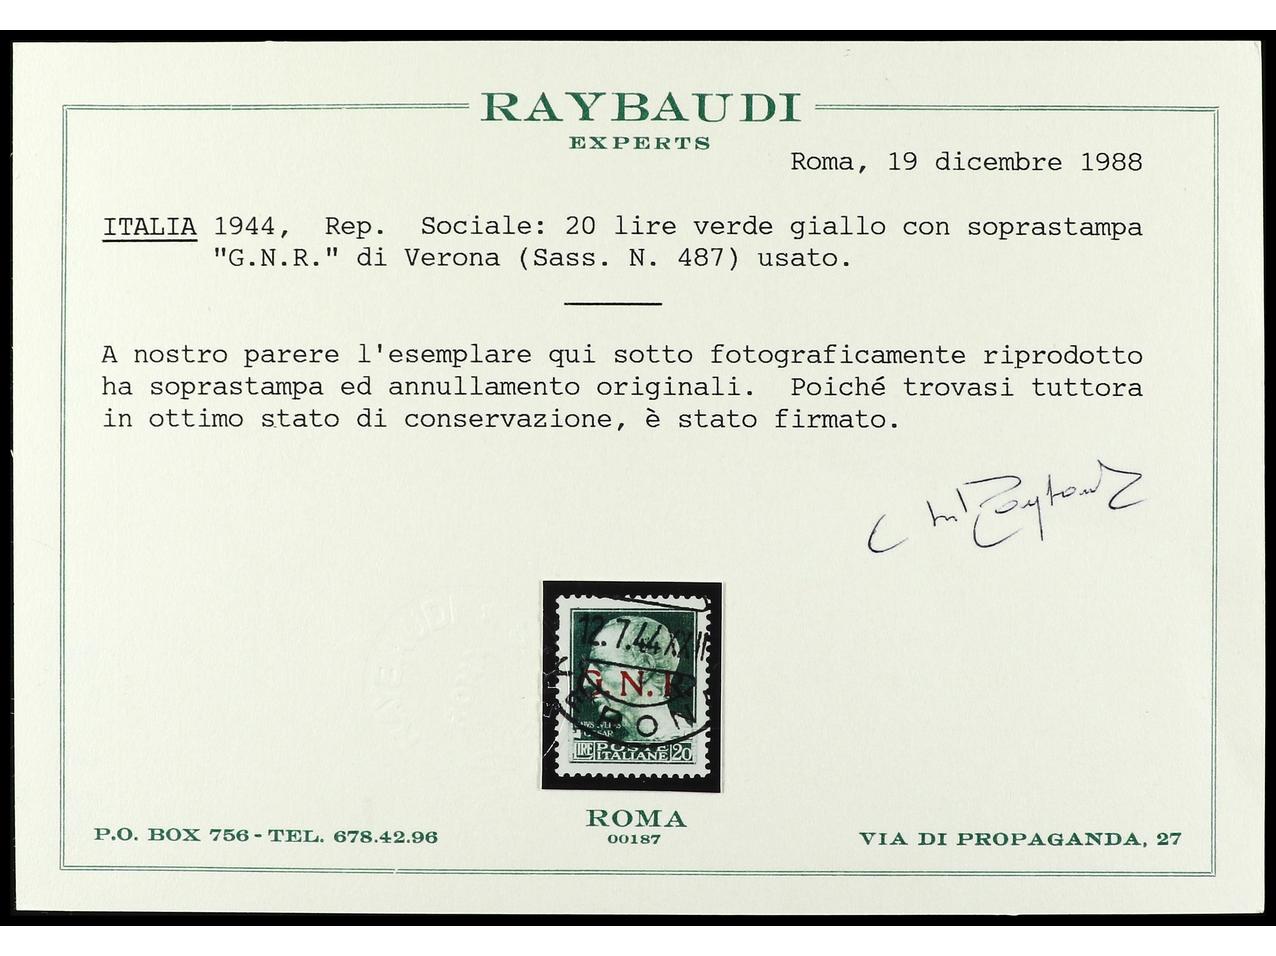 RAYBAUDI
EXPERTS
Roma, 19 dicembre 1988
ITALIA 1944, Rep. Sociale: 20 lire verde giallo con soprastampa
"G.N.R." di Verona (Sass. N. 487) usato.
A nostro parere l'esemplare qui sotto fotograficamente riprodotto
ha soprastampa ed annullamento originali. Poiché trovasi tuttora
in ottimo stato di conservazione, è stato firmato.
12.7.44
G.N.R
LIRE POSTE ITALIANE 20
ROMA
00187
P.O. BOX 756 - TEL. 678.42.96
VIA DI PROPAGANDA, 27